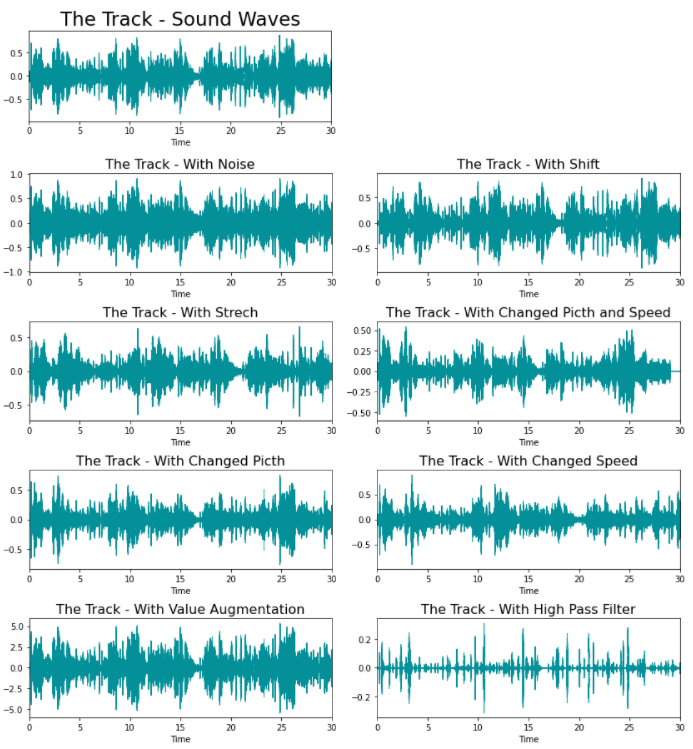 The Track - Sound Waves
0.5
0.0
−0.5
0 5 10 15 20 25 30
Time
The Track - With Noise
1.0
0.5
0.0
−0.5
−1.0
0 5 10 15 20 25 30
Time
The Track - With Shift
0.5
0.0
−0.5
0 5 10 15 20 25 30
Time
The Track - With Strech
0.5
0.0
−0.5
0 5 10 15 20 25 30
Time
The Track - With Changed Picth and Speed
0.50
0.25
0.00
−0.25
−0.50
0 5 10 15 20 25 30
Time
The Track - With Changed Picth
0.5
0.0
−0.5
0 5 10 15 20 25 30
Time
The Track - With Changed Speed
0.5
0.0
−0.5
0 5 10 15 20 25 30
Time
The Track - With Value Augmentation
5.0
2.5
0.0
−2.5
−5.0
0 5 10 15 20 25 30
Time
The Track - With High Pass Filter
0.2
0.0
−0.2
0 5 10 15 20 25 30
Time